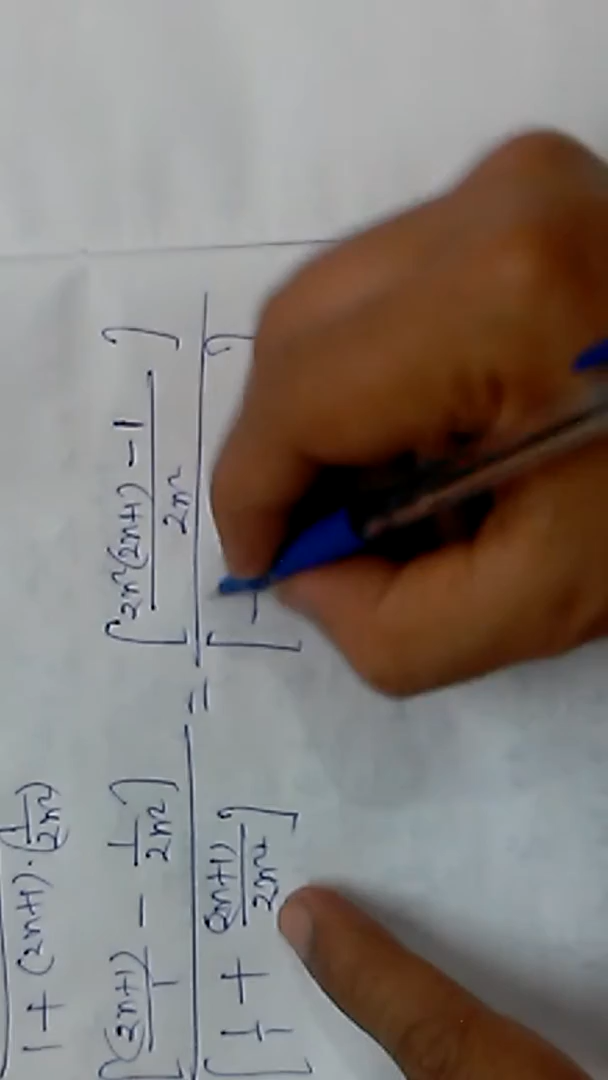 1 + (2n+1)·(1/2n²)
[(2n+1)/1 - 1/2n²] / [1/1 + (2n+1)/2n²] = [2n²(2n+1) - 1 / 2n²] / [ ]